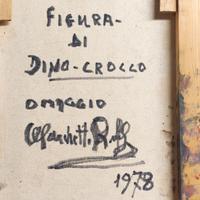 FIGURA-
DI
DINO-CROCCO
OMAGGIO
1978